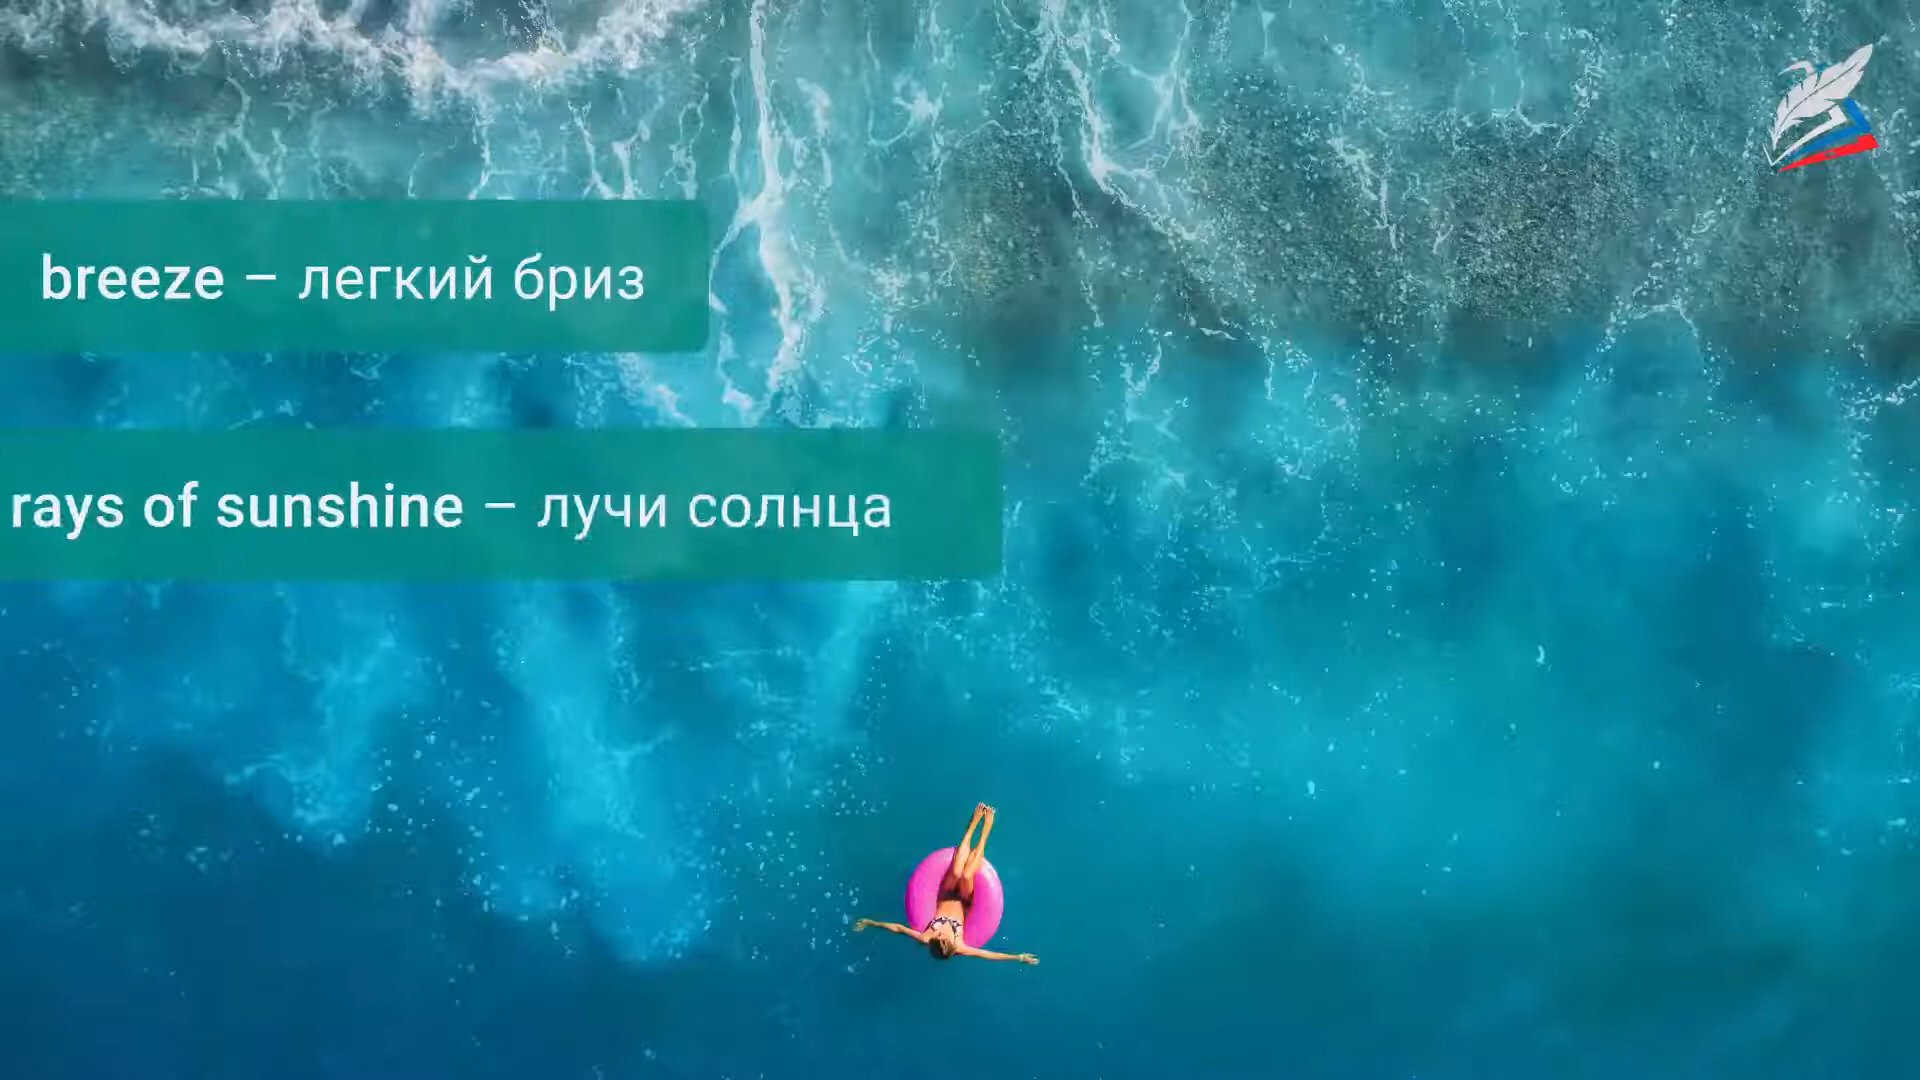 breeze – легкий бриз
rays of sunshine – лучи солнца